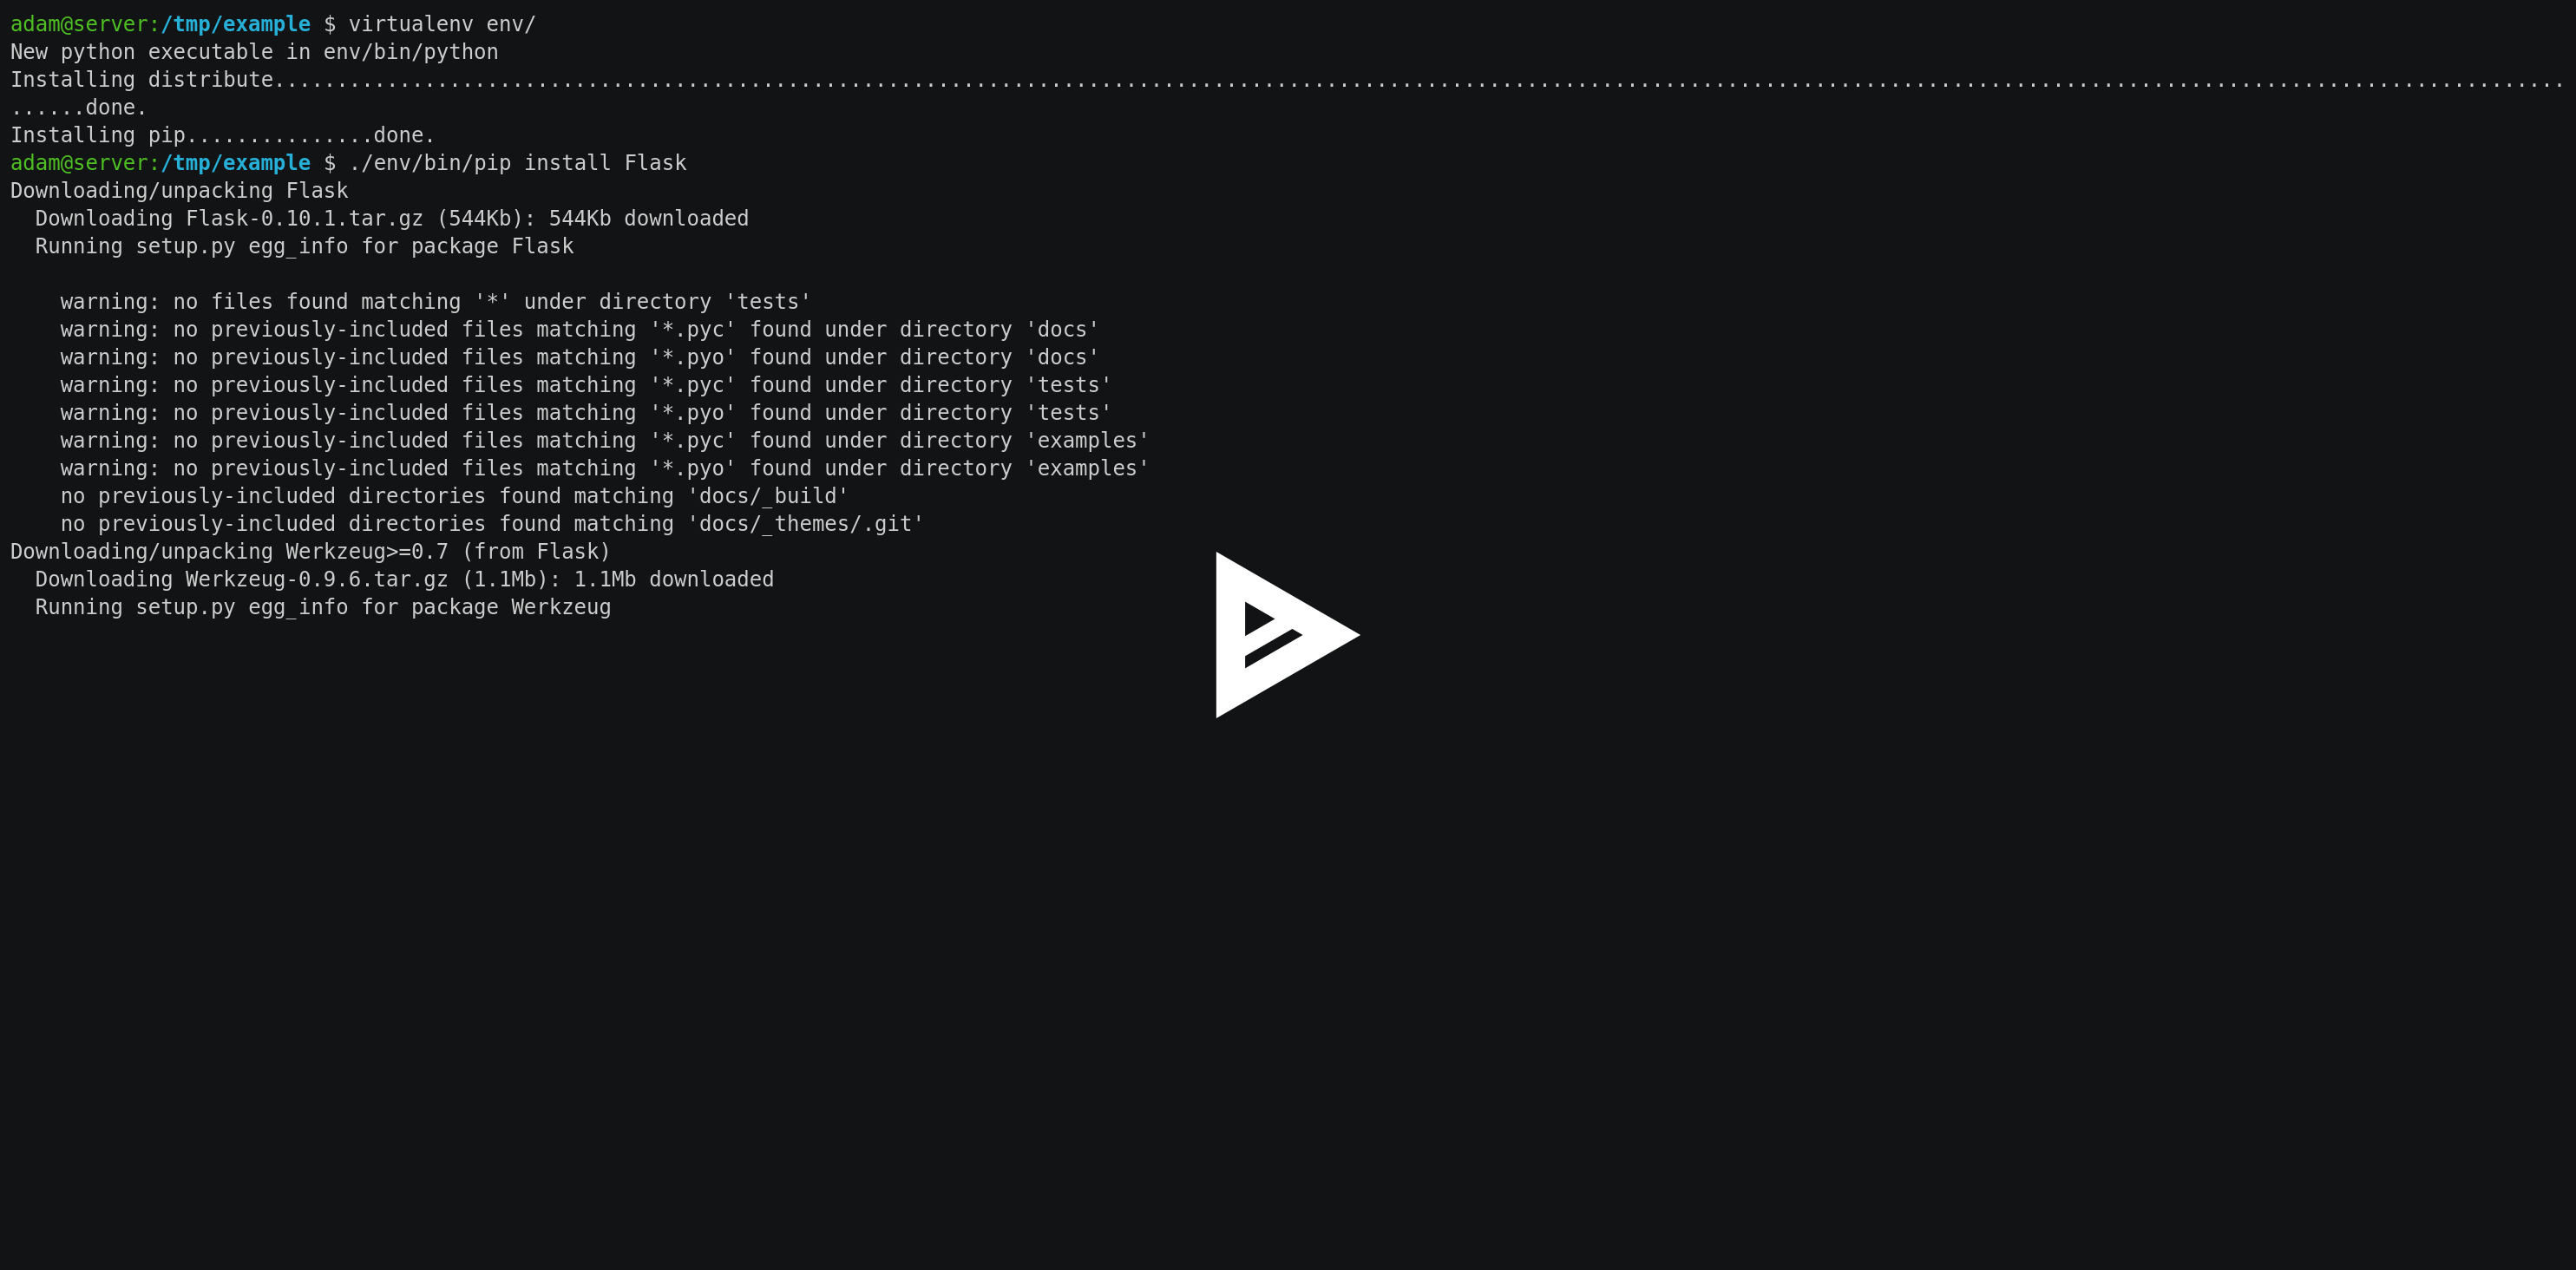 adam@server:/tmp/example $ virtualenv env/
New python executable in env/bin/python
Installing distribute.......................................................................................................................................................................................
......done.
Installing pip...............done.
adam@server:/tmp/example $ ./env/bin/pip install Flask
Downloading/unpacking Flask
  Downloading Flask-0.10.1.tar.gz (544Kb): 544Kb downloaded
  Running setup.py egg_info for package Flask

    warning: no files found matching '*' under directory 'tests'
    warning: no previously-included files matching '*.pyc' found under directory 'docs'
    warning: no previously-included files matching '*.pyo' found under directory 'docs'
    warning: no previously-included files matching '*.pyc' found under directory 'tests'
    warning: no previously-included files matching '*.pyo' found under directory 'tests'
    warning: no previously-included files matching '*.pyc' found under directory 'examples'
    warning: no previously-included files matching '*.pyo' found under directory 'examples'
    no previously-included directories found matching 'docs/_build'
    no previously-included directories found matching 'docs/_themes/.git'
Downloading/unpacking Werkzeug>=0.7 (from Flask)
  Downloading Werkzeug-0.9.6.tar.gz (1.1Mb): 1.1Mb downloaded
  Running setup.py egg_info for package Werkzeug